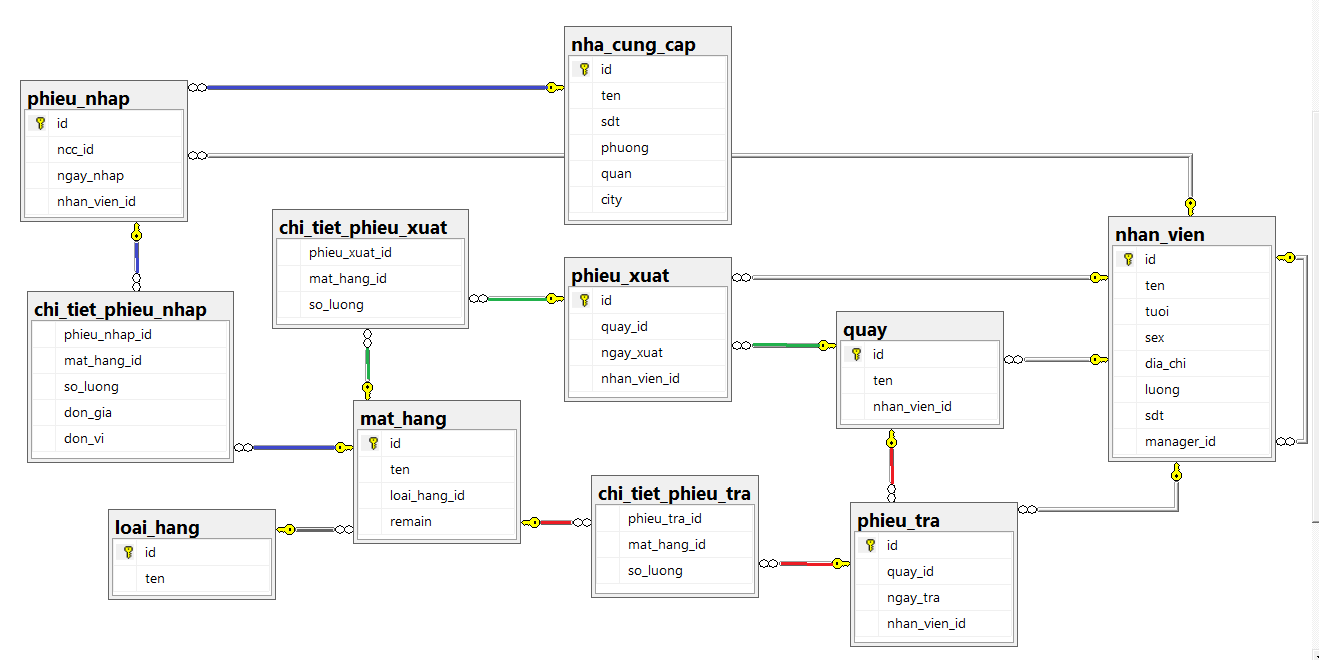 nha_cung_cap
id
ten
sdt
phuong
quan
city
phieu_nhap
id
ncc_id
ngay_nhap
nhan_vien_id
chi_tiet_phieu_xuat
phieu_xuat_id
mat_hang_id
so_luong
nhan_vien
id
ten
tuoi
sex
dia_chi
luong
sdt
manager_id
phieu_xuat
id
quay_id
ngay_xuat
nhan_vien_id
chi_tiet_phieu_nhap
phieu_nhap_id
mat_hang_id
so_luong
don_gia
don_vi
quay
id
ten
nhan_vien_id
mat_hang
id
ten
loai_hang_id
remain
chi_tiet_phieu_tra
phieu_tra_id
mat_hang_id
so_luong
phieu_tra
id
quay_id
ngay_tra
nhan_vien_id
loai_hang
id
ten